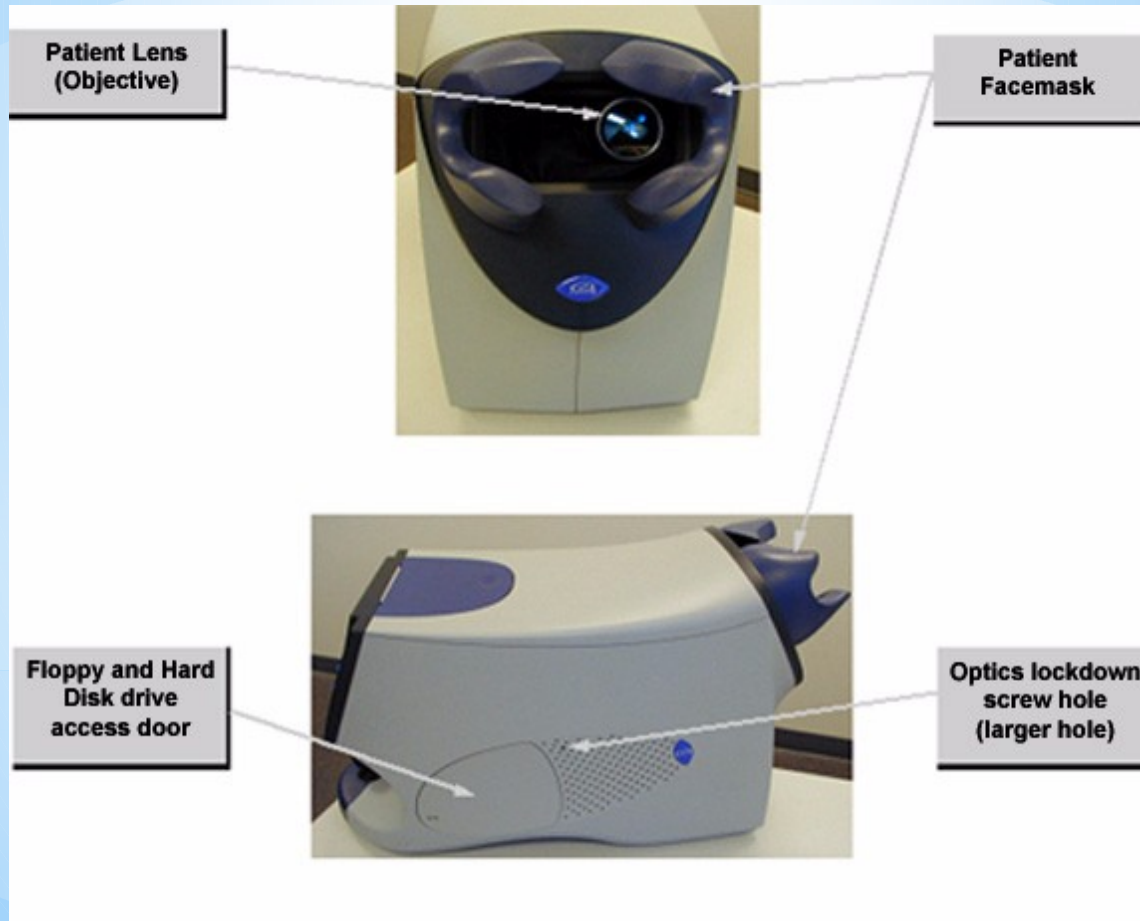 Patient Lens
(Objective)
Patient
Facemask
Floppy and Hard
Disk drive
access door
Optics lockdown
screw hole
(larger hole)